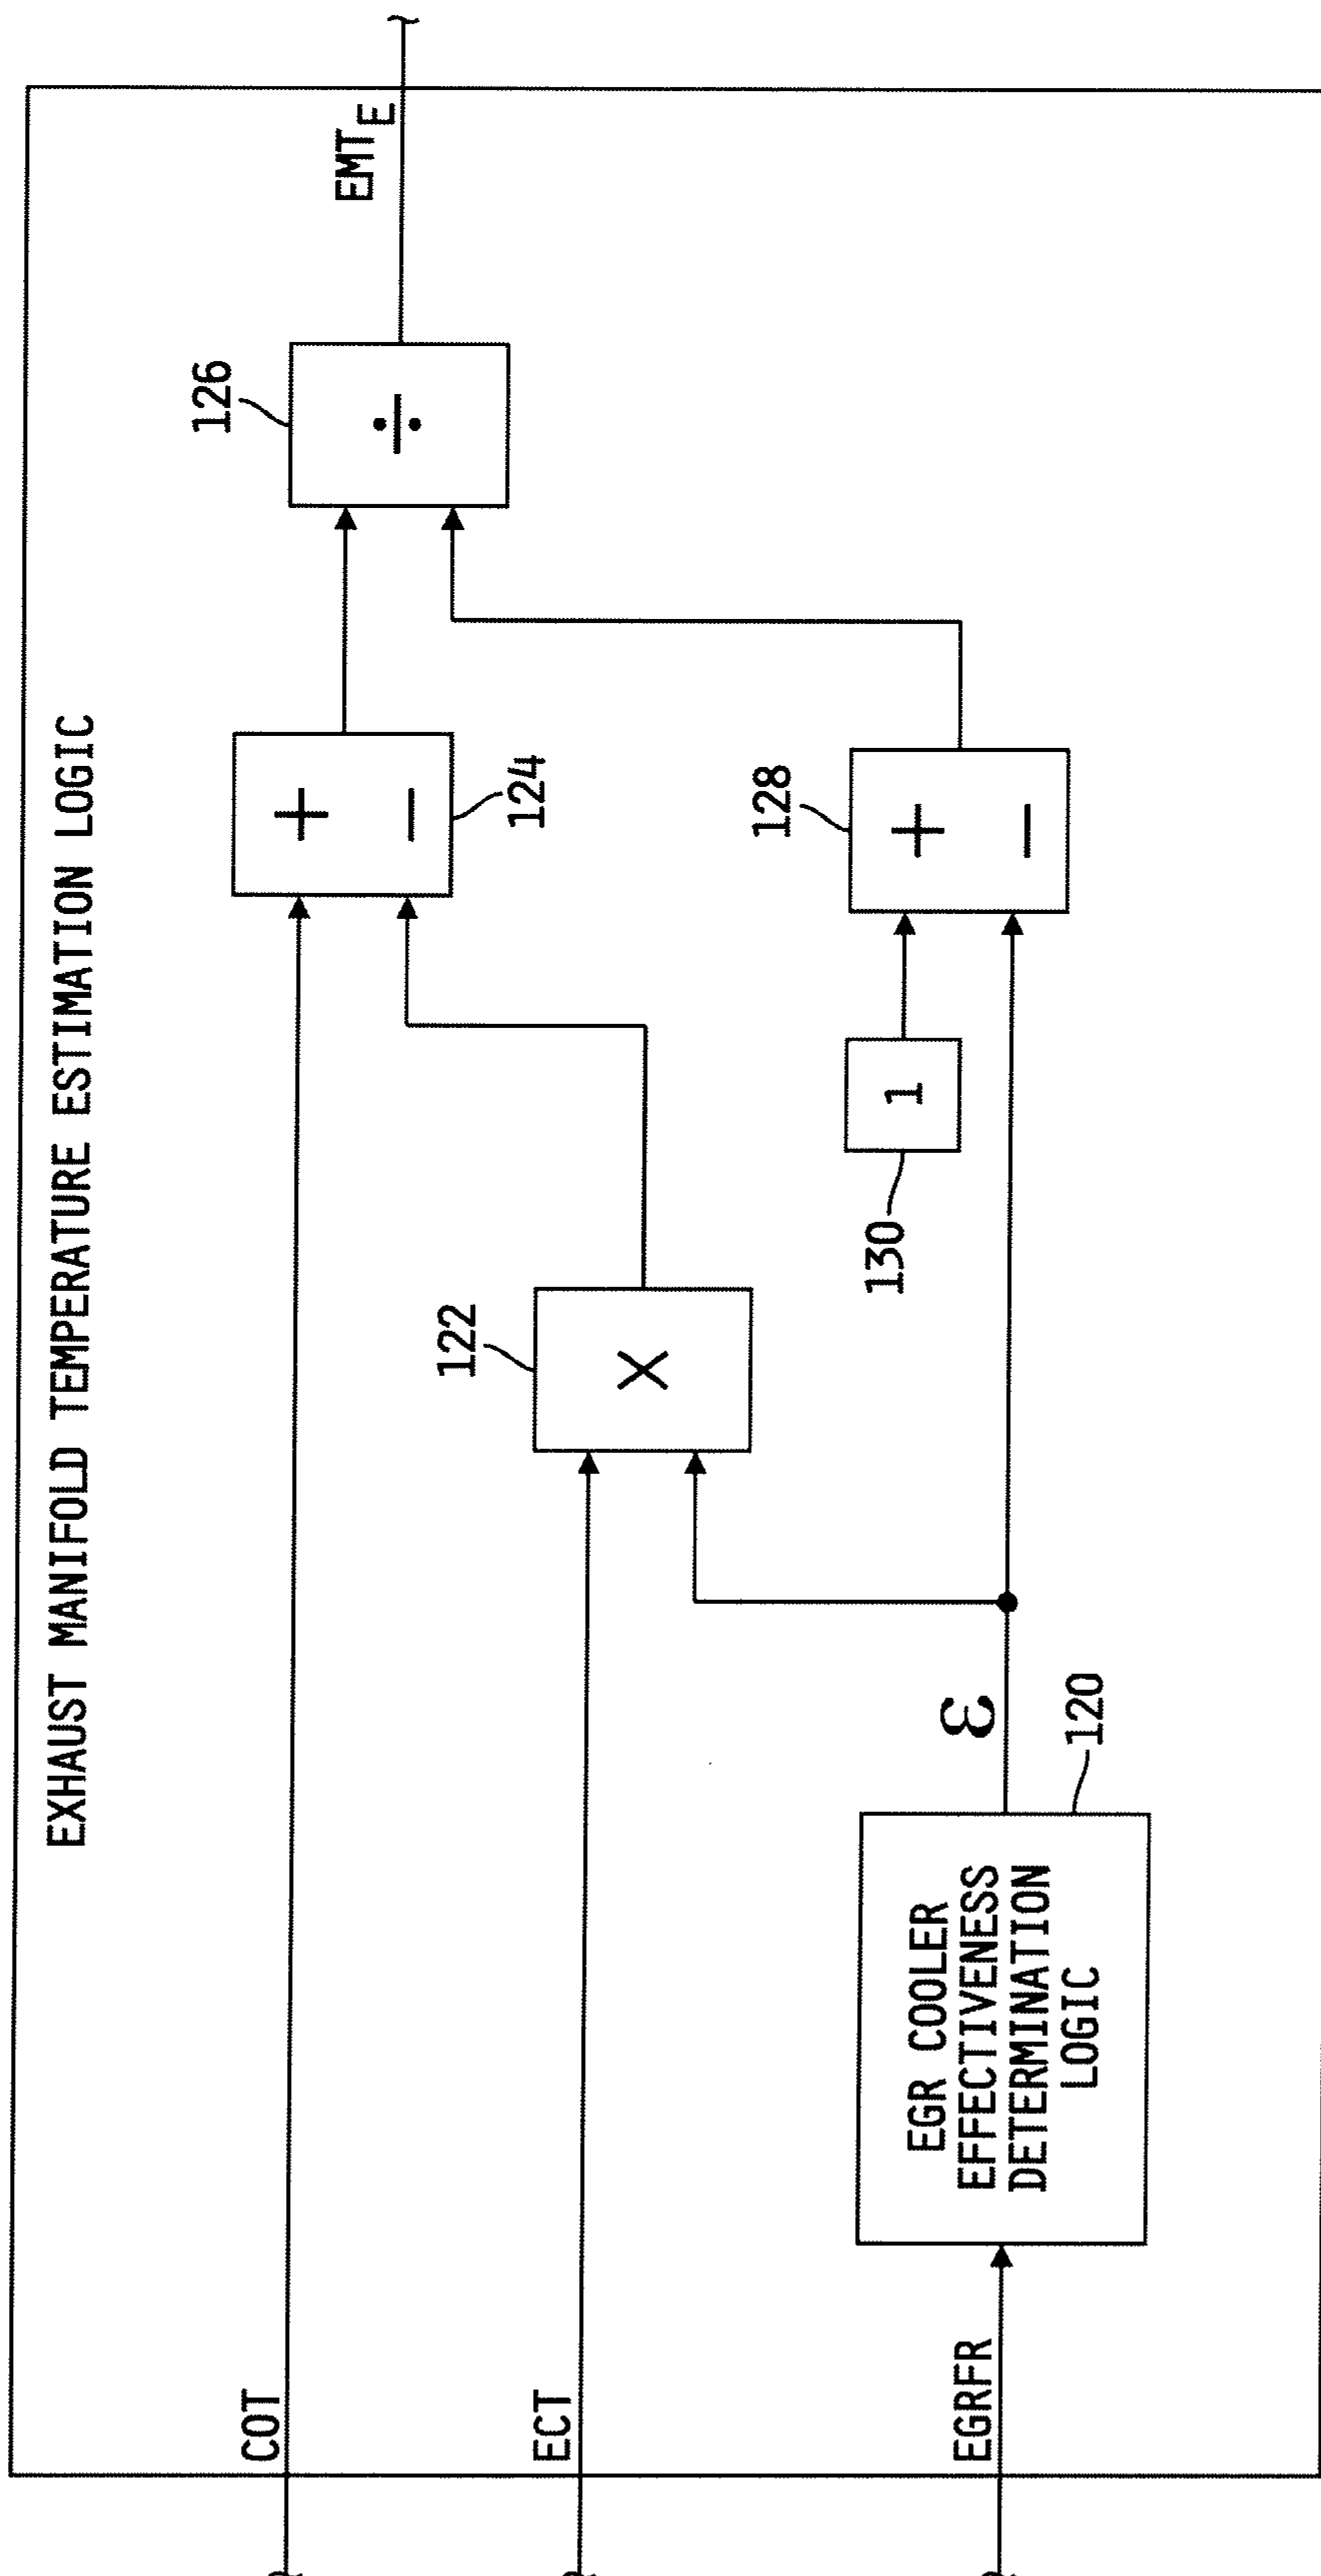 EXHAUST MANIFOLD TEMPERATURE ESTIMATION LOGIC
COT
ECT
EGRFR
EGR COOLER
EFFECTIVENESS
DETERMINATION
LOGIC
120
ε
122
X
130
1
124
+
−
128
+
−
126
÷
EMTE